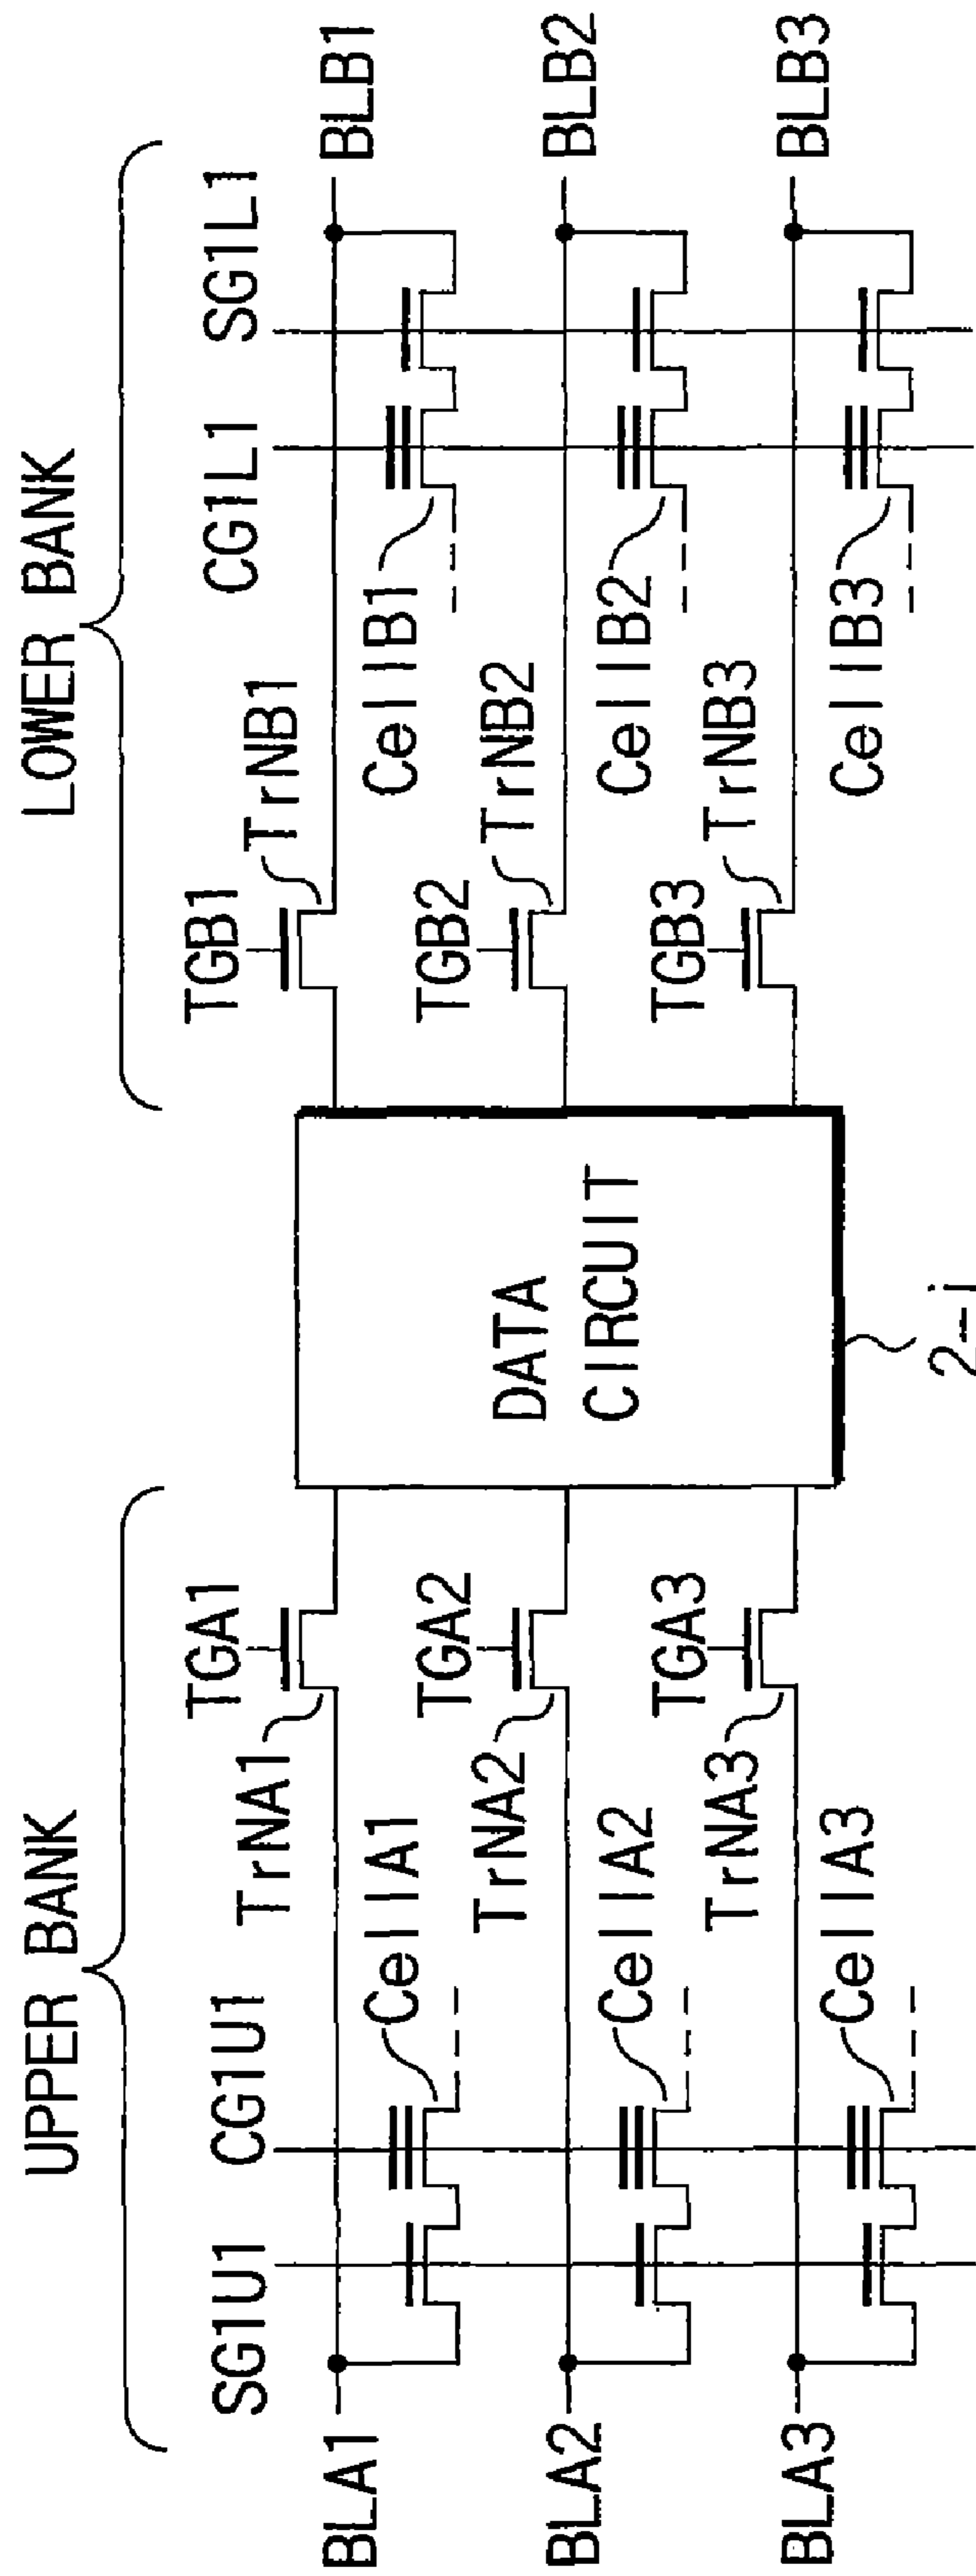 UPPER BANK
LOWER BANK
SG1U1
CG1U1
CG1L1
SG1L1
TGA1
TGB1
TrNA1
TrNB1
BLA1
BLB1
CellA1
CellB1
TGA2
TGB2
TrNA2
TrNB2
BLA2
BLB2
CellA2
CellB2
DATA
CIRCUIT
TGA3
TGB3
TrNA3
TrNB3
BLA3
BLB3
CellA3
CellB3
2-i